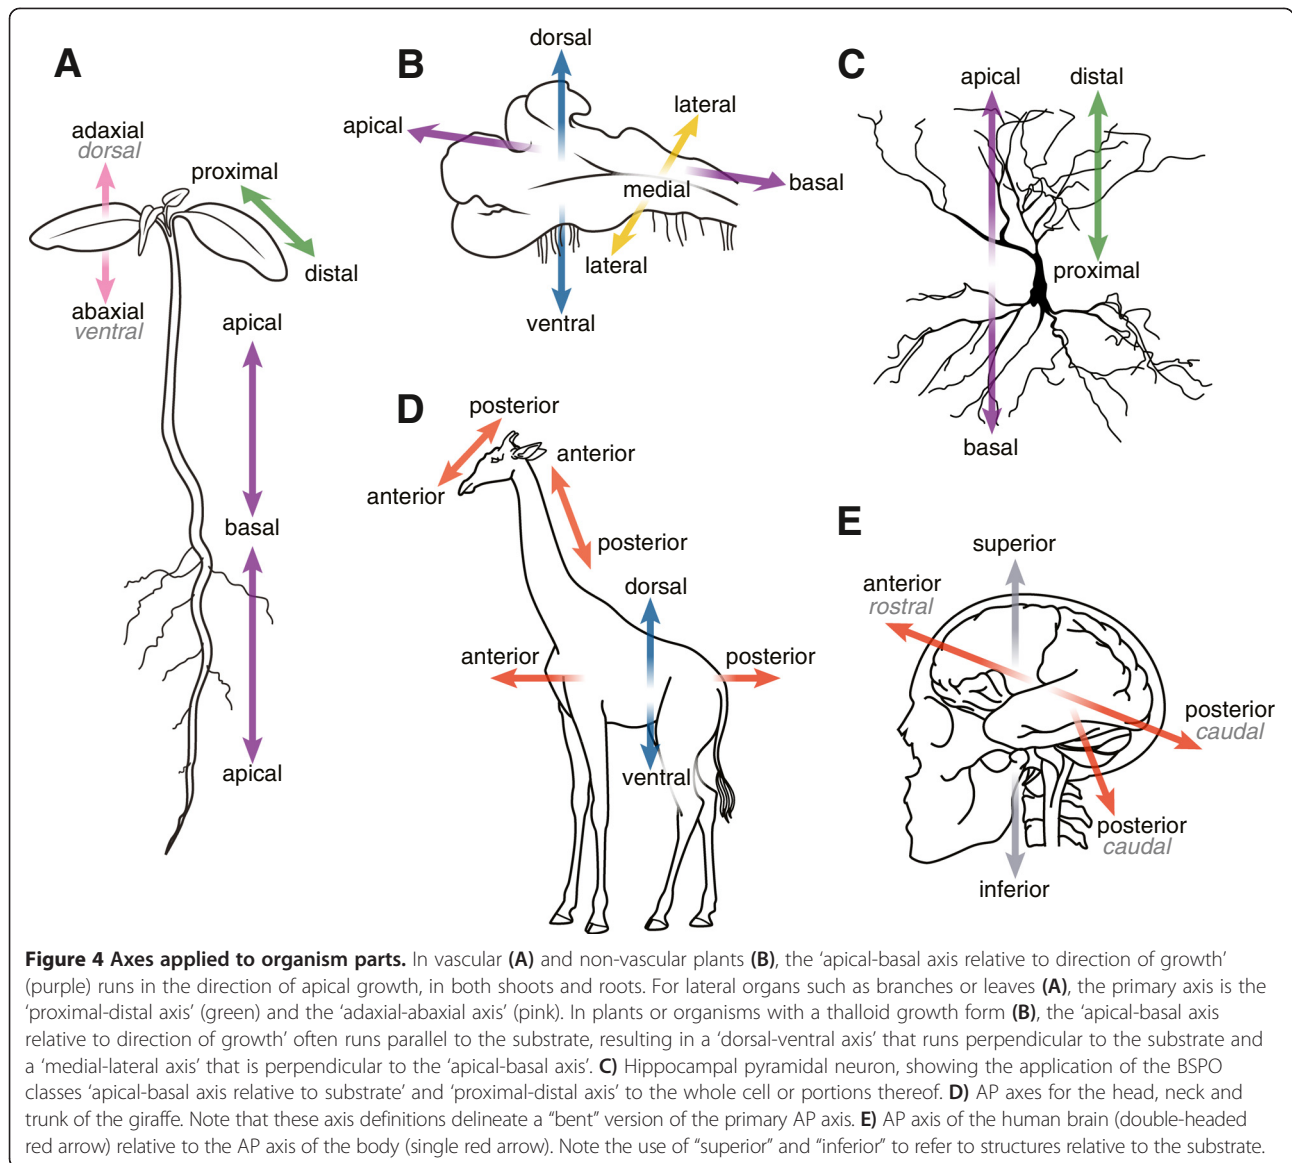 A
adaxial
dorsal
proximal
distal
abaxial
ventral
apical
basal
apical
B
dorsal
lateral
apical
medial
basal
lateral
ventral
C
apical
distal
proximal
basal
D
posterior
anterior
anterior
posterior
dorsal
anterior
posterior
ventral
E
superior
anterior
rostral
posterior
caudal
posterior
caudal
inferior
Figure 4 Axes applied to organism parts. In vascular (A) and non-vascular plants (B), the ‘apical-basal axis relative to direction of growth’
(purple) runs in the direction of apical growth, in both shoots and roots. For lateral organs such as branches or leaves (A), the primary axis is the
‘proximal-distal axis’ (green) and the ‘adaxial-abaxial axis’ (pink). In plants or organisms with a thalloid growth form (B), the ‘apical-basal axis
relative to direction of growth’ often runs parallel to the substrate, resulting in a ‘dorsal-ventral axis’ that runs perpendicular to the substrate and
a ‘medial-lateral axis’ that is perpendicular to the ‘apical-basal axis’. C) Hippocampal pyramidal neuron, showing the application of the BSPO
classes ‘apical-basal axis relative to substrate’ and ‘proximal-distal axis’ to the whole cell or portions thereof. D) AP axes for the head, neck and
trunk of the giraffe. Note that these axis definitions delineate a “bent” version of the primary AP axis. E) AP axis of the human brain (double-headed
red arrow) relative to the AP axis of the body (single red arrow). Note the use of “superior” and “inferior” to refer to structures relative to the substrate.